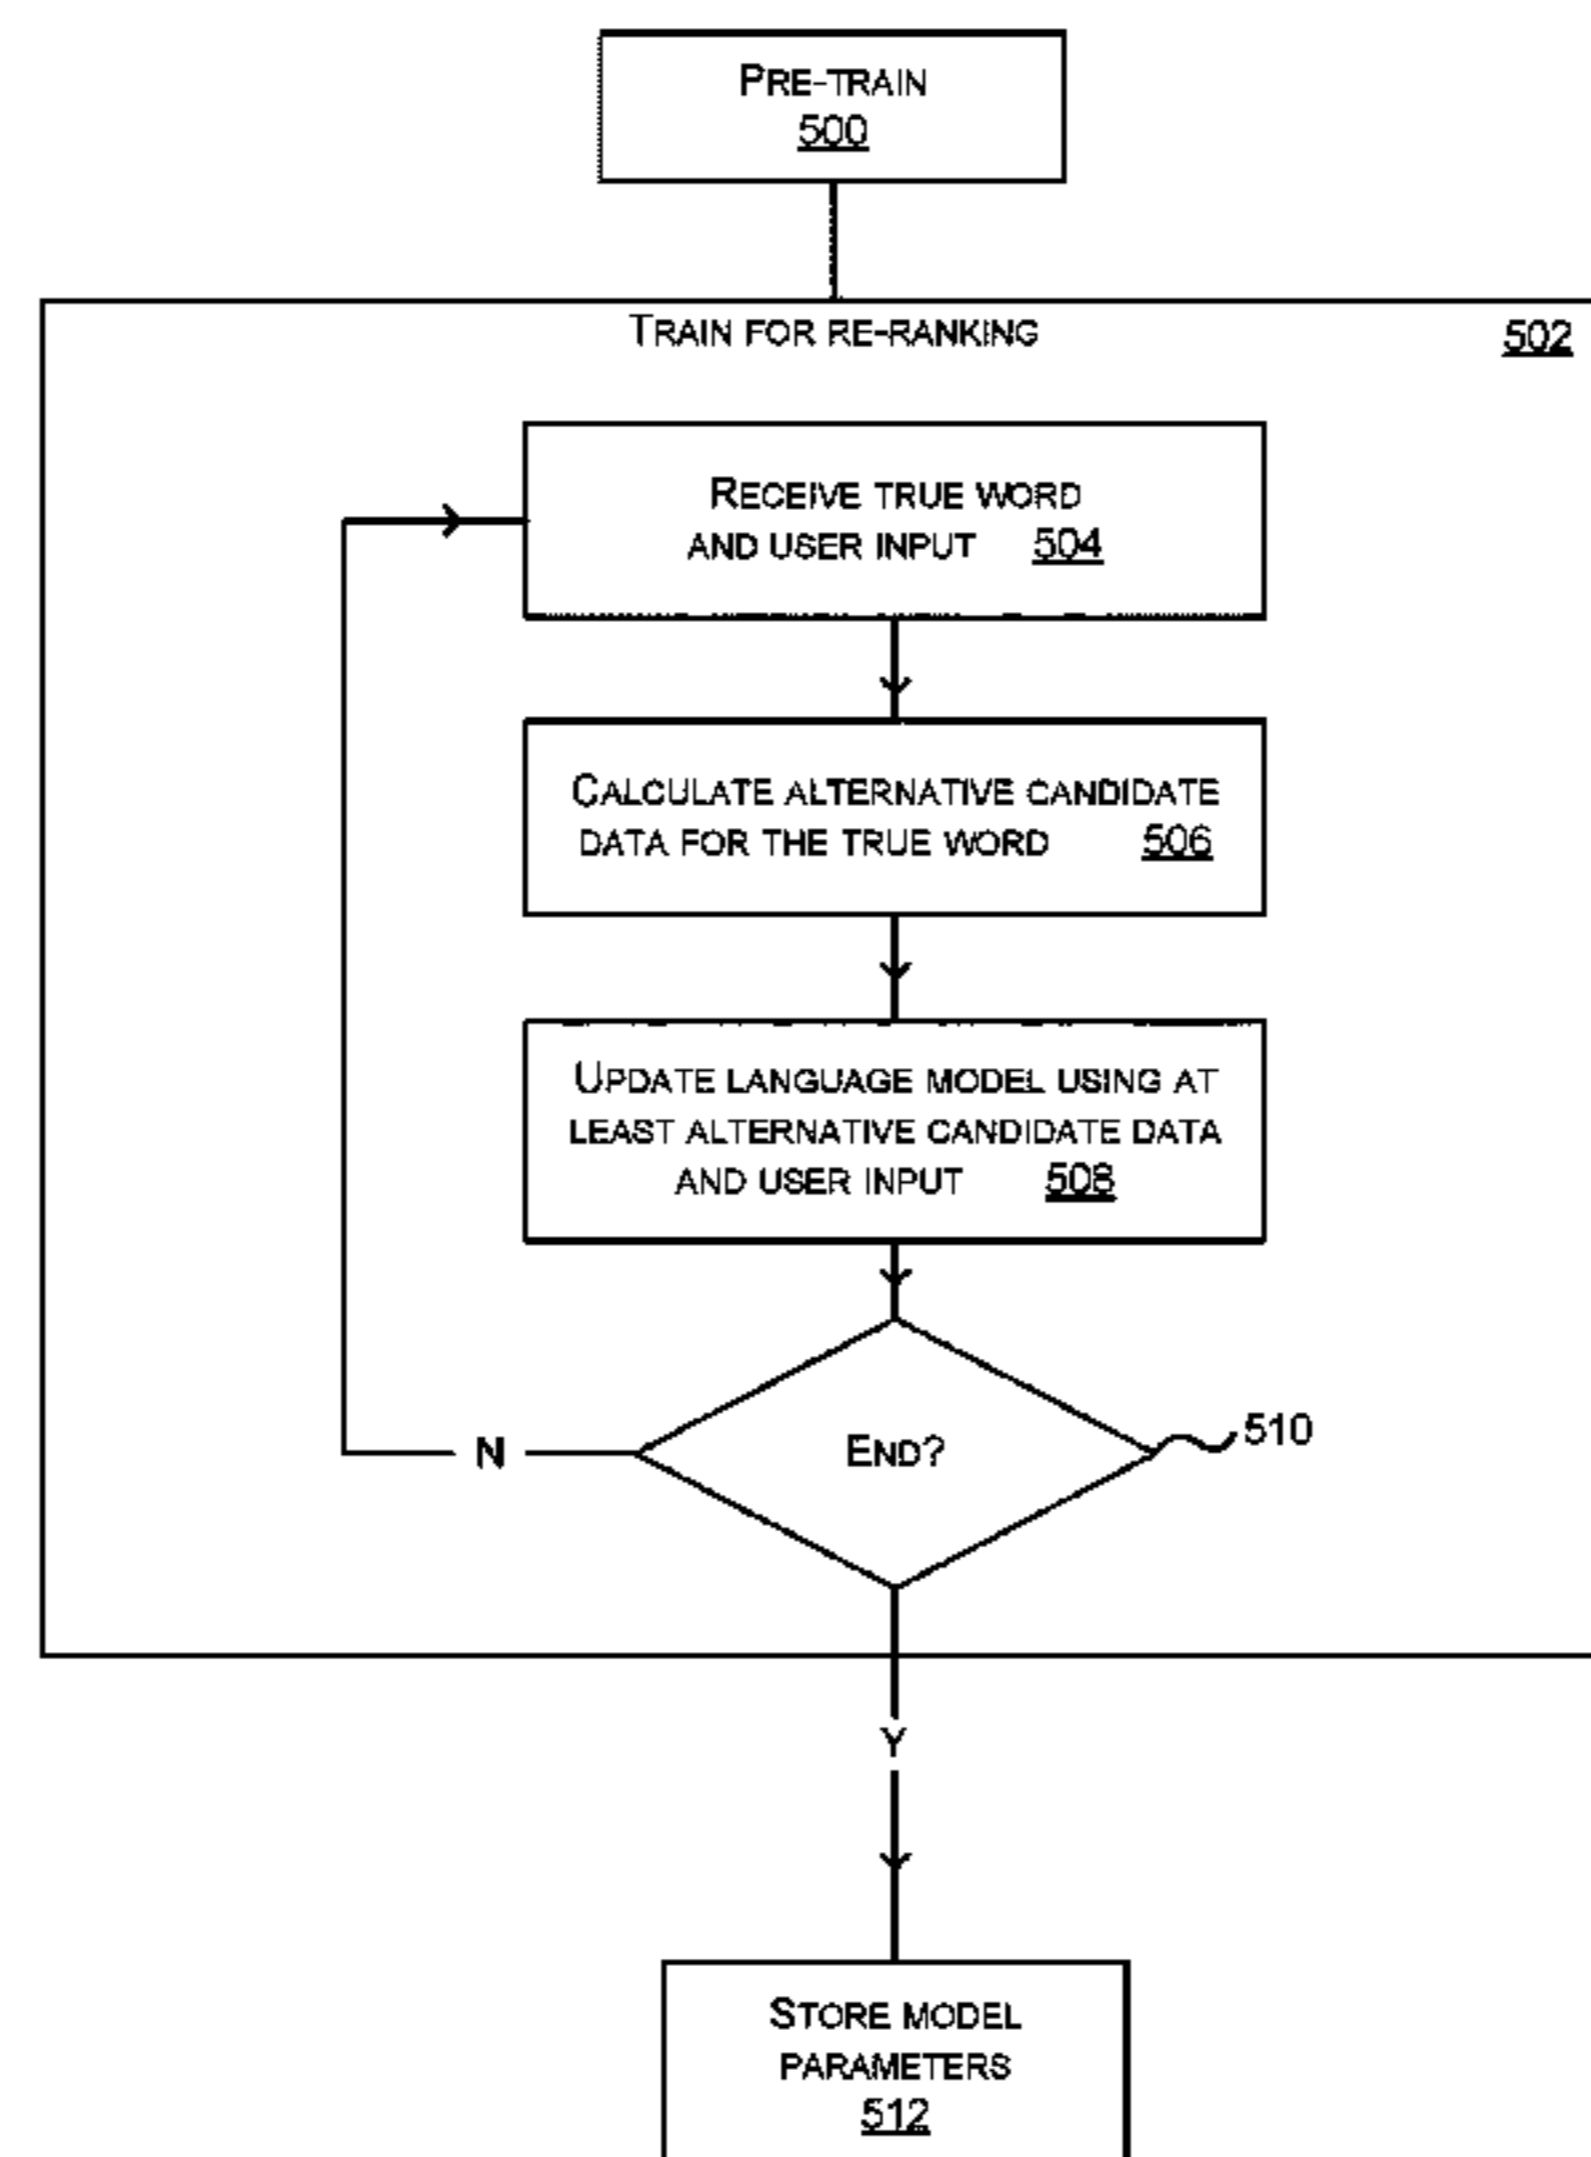 PRE-TRAIN
500
TRAIN FOR RE-RANKING 502
RECEIVE TRUE WORD
AND USER INPUT 504
CALCULATE ALTERNATIVE CANDIDATE
DATA FOR THE TRUE WORD 506
UPDATE LANGUAGE MODEL USING AT
LEAST ALTERNATIVE CANDIDATE DATA
AND USER INPUT 508
N
END?
510
Y
STORE MODEL
PARAMETERS
512